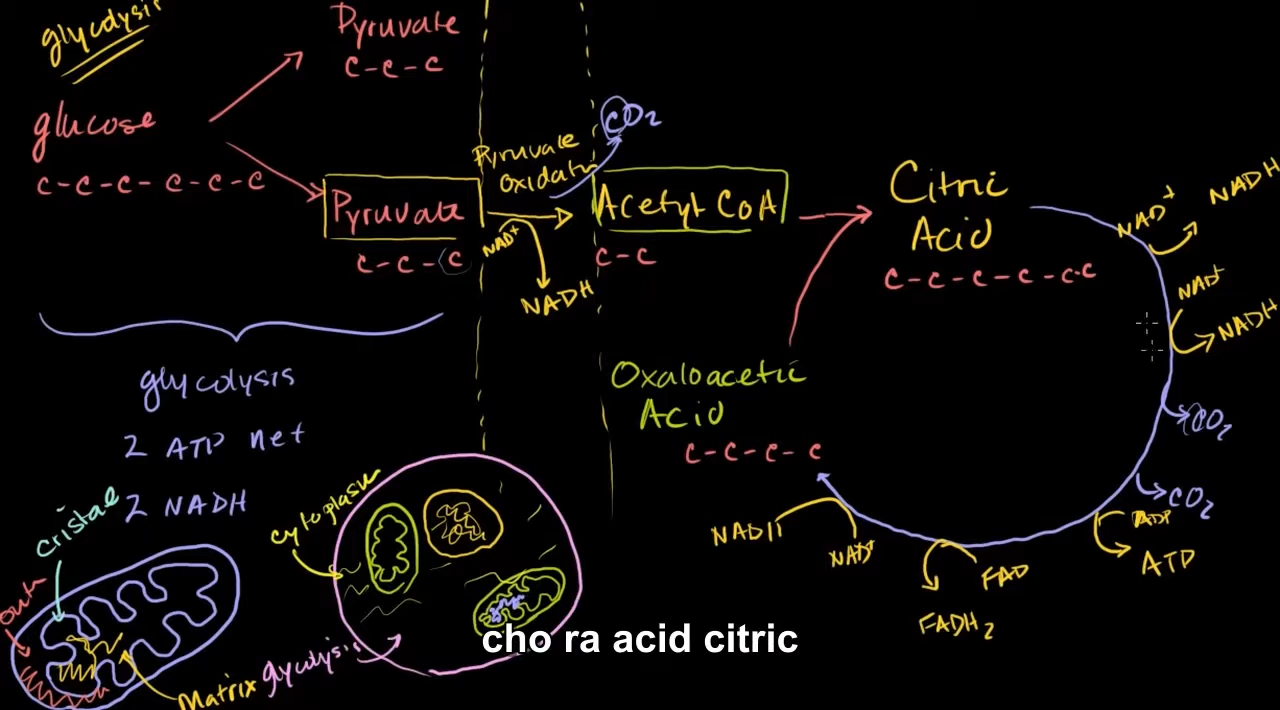 glycolysis
Pyruvate
C-C-C
glucose
C-C-C-C-C-C
Pyruvate
C-C-C
Pyruvate
Oxidati
CO2
NAD+
NADH
Acetyl CoA
C-C
Citric
Acid
C-C-C-C-C-C
NAD+
NADH
NAD+
NADH
CO2
CO2
ADP
ATP
FAD
FADH2
NAD+
NADH
Oxaloacetic
Acid
C-C-C-C
glycolysis
2 ATP net
2 NADH
cristae
Matrix
cytoplasm
glycolysis
cho ra acid citric